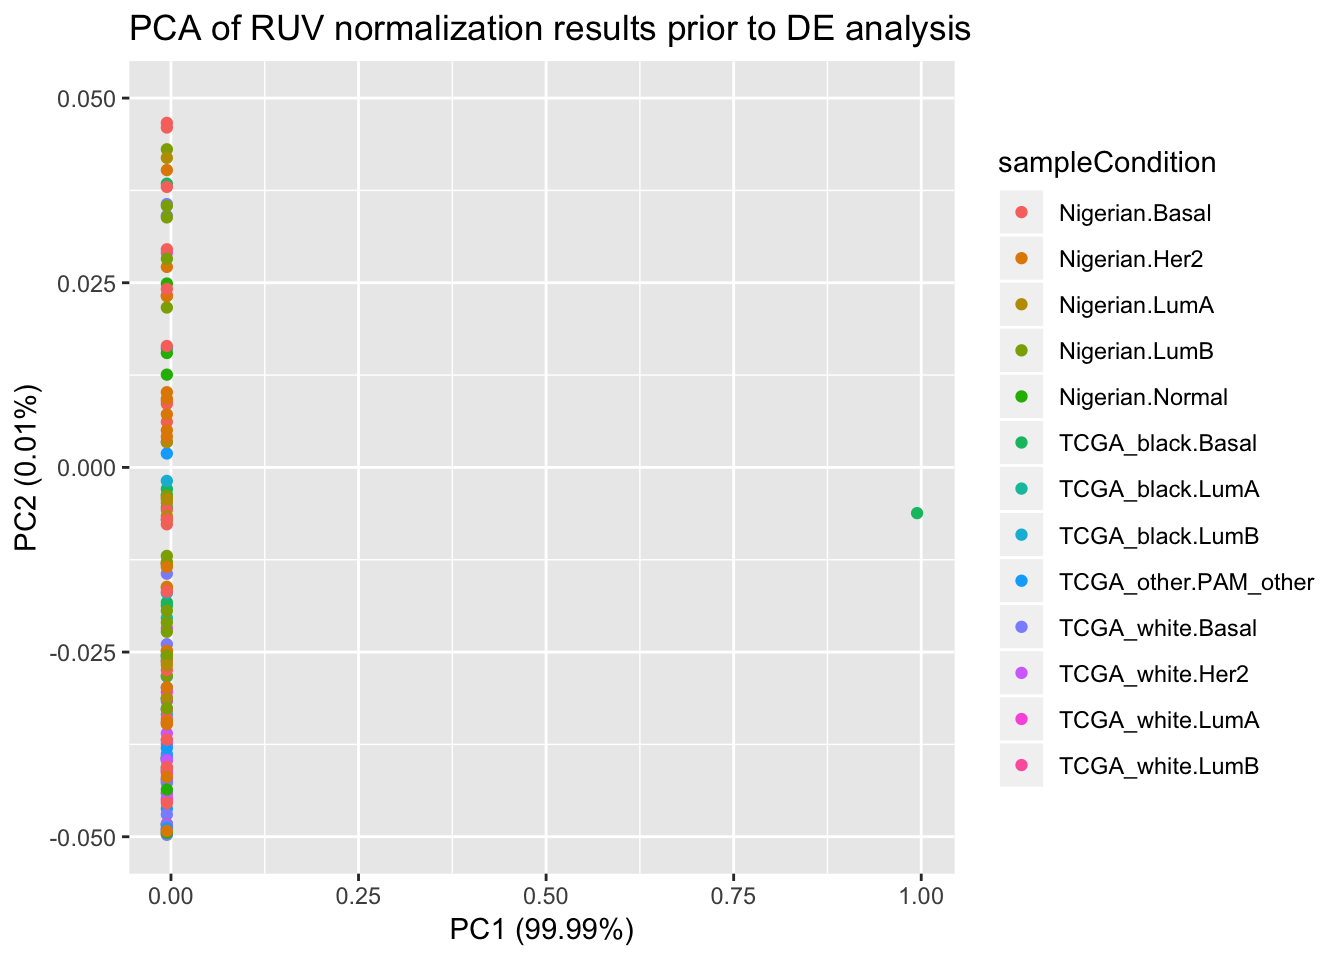 PCA of RUV normalization results prior to DE analysis
0.050
0.025
0.000
-0.025
-0.050
PC2 (0.01%)
0.00
0.25
0.50
0.75
1.00
PC1 (99.99%)
sampleCondition
Nigerian.Basal
Nigerian.Her2
Nigerian.LumA
Nigerian.LumB
Nigerian.Normal
TCGA_black.Basal
TCGA_black.LumA
TCGA_black.LumB
TCGA_other.PAM_other
TCGA_white.Basal
TCGA_white.Her2
TCGA_white.LumA
TCGA_white.LumB